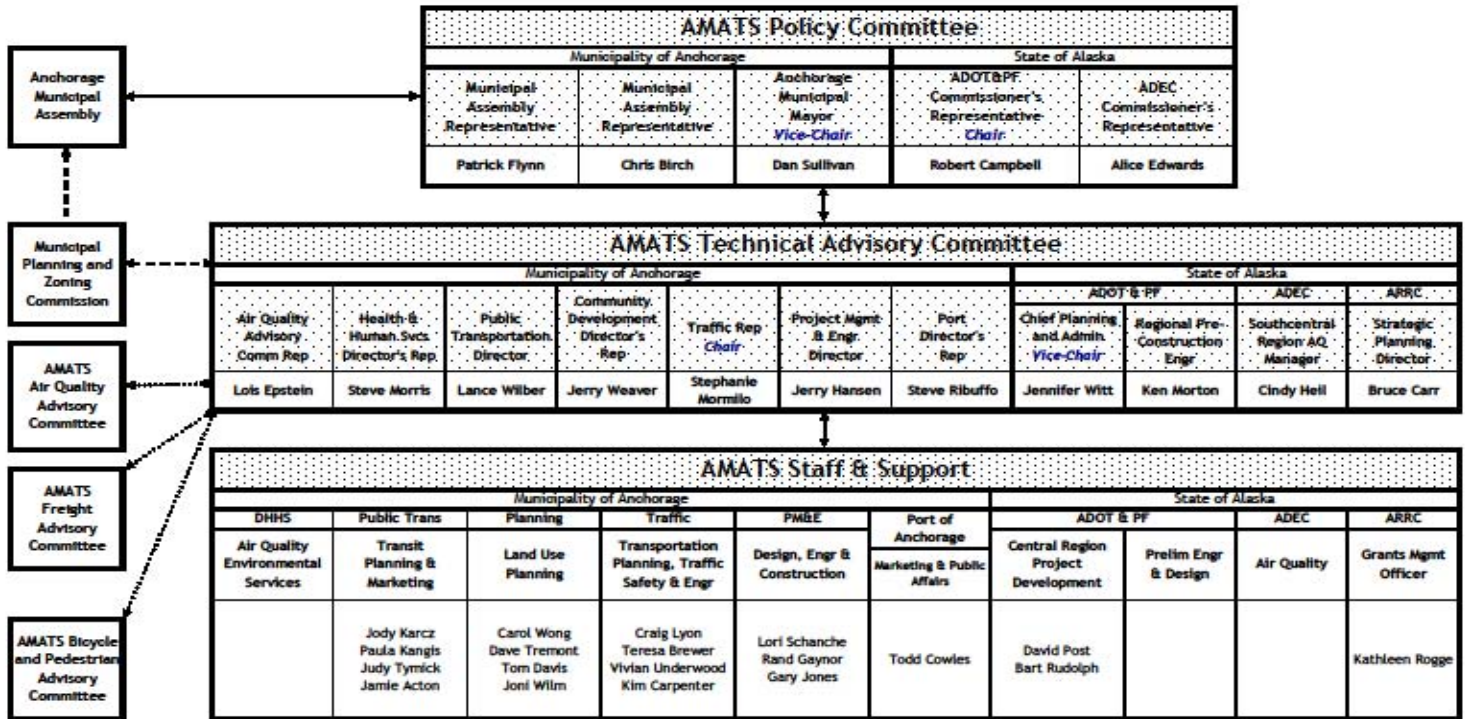 AMATS Policy Committee
Municipality of Anchorage
State of Alaska
Anchorage
Municipal
Assembly
Municipal
Assembly
Representative
Municipal
Assembly
Representative
Anchorage
Municipal
Mayor
Vice-Chair
ADOT&PF
Commissioner's
Representative
Chair
ADEC
Commissioner's
Representative
Patrick Flynn
Chris Birch
Dan Sullivan
Robert Campbell
Alice Edwards
Municipal
Planning and
Zoning
Commission
AMATS Technical Advisory Committee
Municipality of Anchorage
State of Alaska
ADOT & PF
ADEC
ARRC
Air Quality
Advisory
Comm Rep
Health &
Human Svcs
Director's Rep
Public
Transportation
Director
Community
Development
Director's
Rep
Traffic Rep
Chair
Project Mgmt
& Engr
Director
Port
Director's
Rep
Chief Planning
and Admin
Vice-Chair
Regional Pre-
Construction
Engr
Southcentral
Region AQ
Manager
Strategic
Planning
Director
Lois Epstein
Steve Morris
Lance Wilber
Jerry Weaver
Stephanie
Mormilo
Jerry Hansen
Steve Ribuffo
Jennifer Witt
Ken Morton
Cindy Heil
Bruce Carr
AMATS
Air Quality
Advisory
Committee
AMATS
Freight
Advisory
Committee
AMATS Bicycle
and Pedestrian
Advisory
Committee
AMATS Staff & Support
Municipality of Anchorage
State of Alaska
DHHS
Public Trans
Planning
Traffic
PM&E
Port of
Anchorage
ADOT & PF
ADEC
ARRC
Air Quality
Environmental
Services
Transit
Planning &
Marketing
Land Use
Planning
Transportation
Planning, Traffic
Safety & Engr
Design, Engr &
Construction
Marketing & Public
Affairs
Central Region
Project
Development
Prelim Engr
& Design
Air Quality
Grants Mgmt
Officer
Jody Karcz
Paula Kangis
Judy Tymick
Jamie Acton
Carol Wong
Dave Tremont
Tom Davis
Joni Wilm
Craig Lyon
Teresa Brewer
Vivian Underwood
Kim Carpenter
Lori Schanche
Rand Gaynor
Gary Jones
Todd Cowles
David Post
Bart Rudolph
Kathleen Rogge